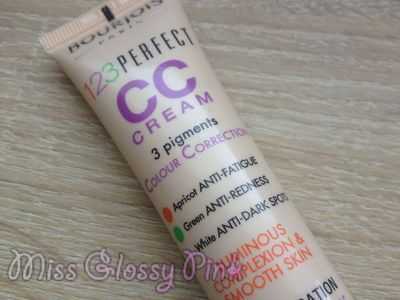 BOURJOIS
PARIS
123 PERFECT
CC
CREAM
3 pigments
COLOUR CORRECTION
Apricot ANTI-FATIGUE
Green ANTI-REDNESS
White ANTI-DARK SPOTS
LUMINOUS
COMPLEXION &
SMOOTH SKIN
Miss Glossy Pink